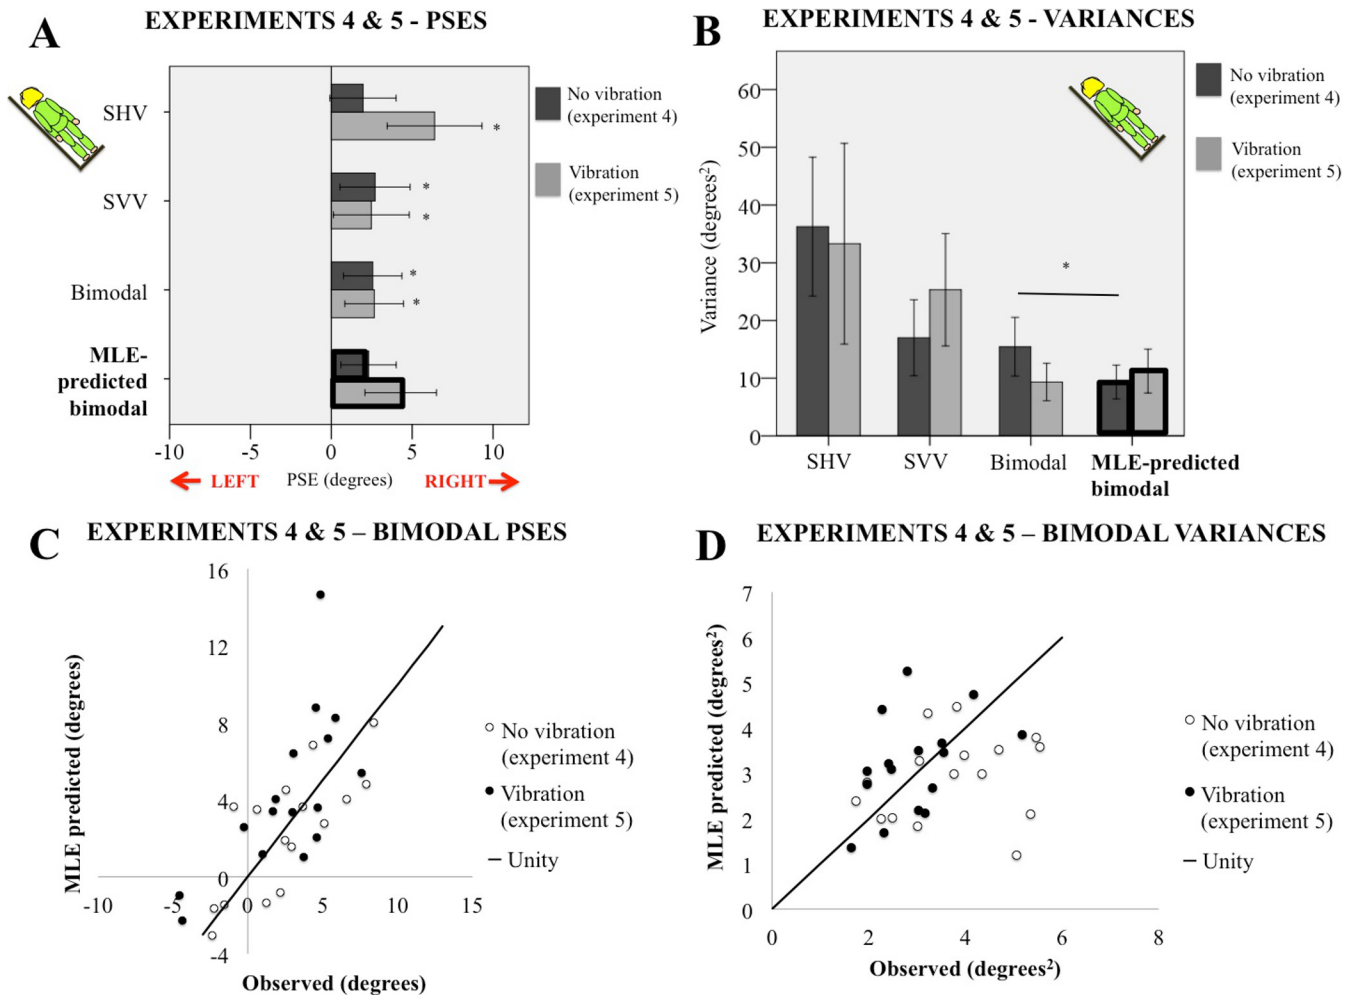 A
EXPERIMENTS 4 & 5 - PSES
SHV
SVV
Bimodal
MLE-
predicted
bimodal
*
*
*
*
*
-10
-5
0
5
10
LEFT
PSE (degrees)
RIGHT
No vibration
(experiment 4)
Vibration
(experiment 5)
B
EXPERIMENTS 4 & 5 - VARIANCES
Variance (degrees²)
60
50
40
30
20
10
0
*
SHV
SVV
Bimodal
MLE-predicted
bimodal
No vibration
(experiment 4)
Vibration
(experiment 5)
C
EXPERIMENTS 4 & 5 – BIMODAL PSES
MLE predicted (degrees)
16
12
8
4
0
-4
-10
-5
0
5
10
15
Observed (degrees)
No vibration
(experiment 4)
Vibration
(experiment 5)
Unity
D
EXPERIMENTS 4 & 5 – BIMODAL VARIANCES
MLE predicted (degrees²)
7
6
5
4
3
2
1
0
0
2
4
6
8
Observed (degrees²)
No vibration
(experiment 4)
Vibration
(experiment 5)
Unity